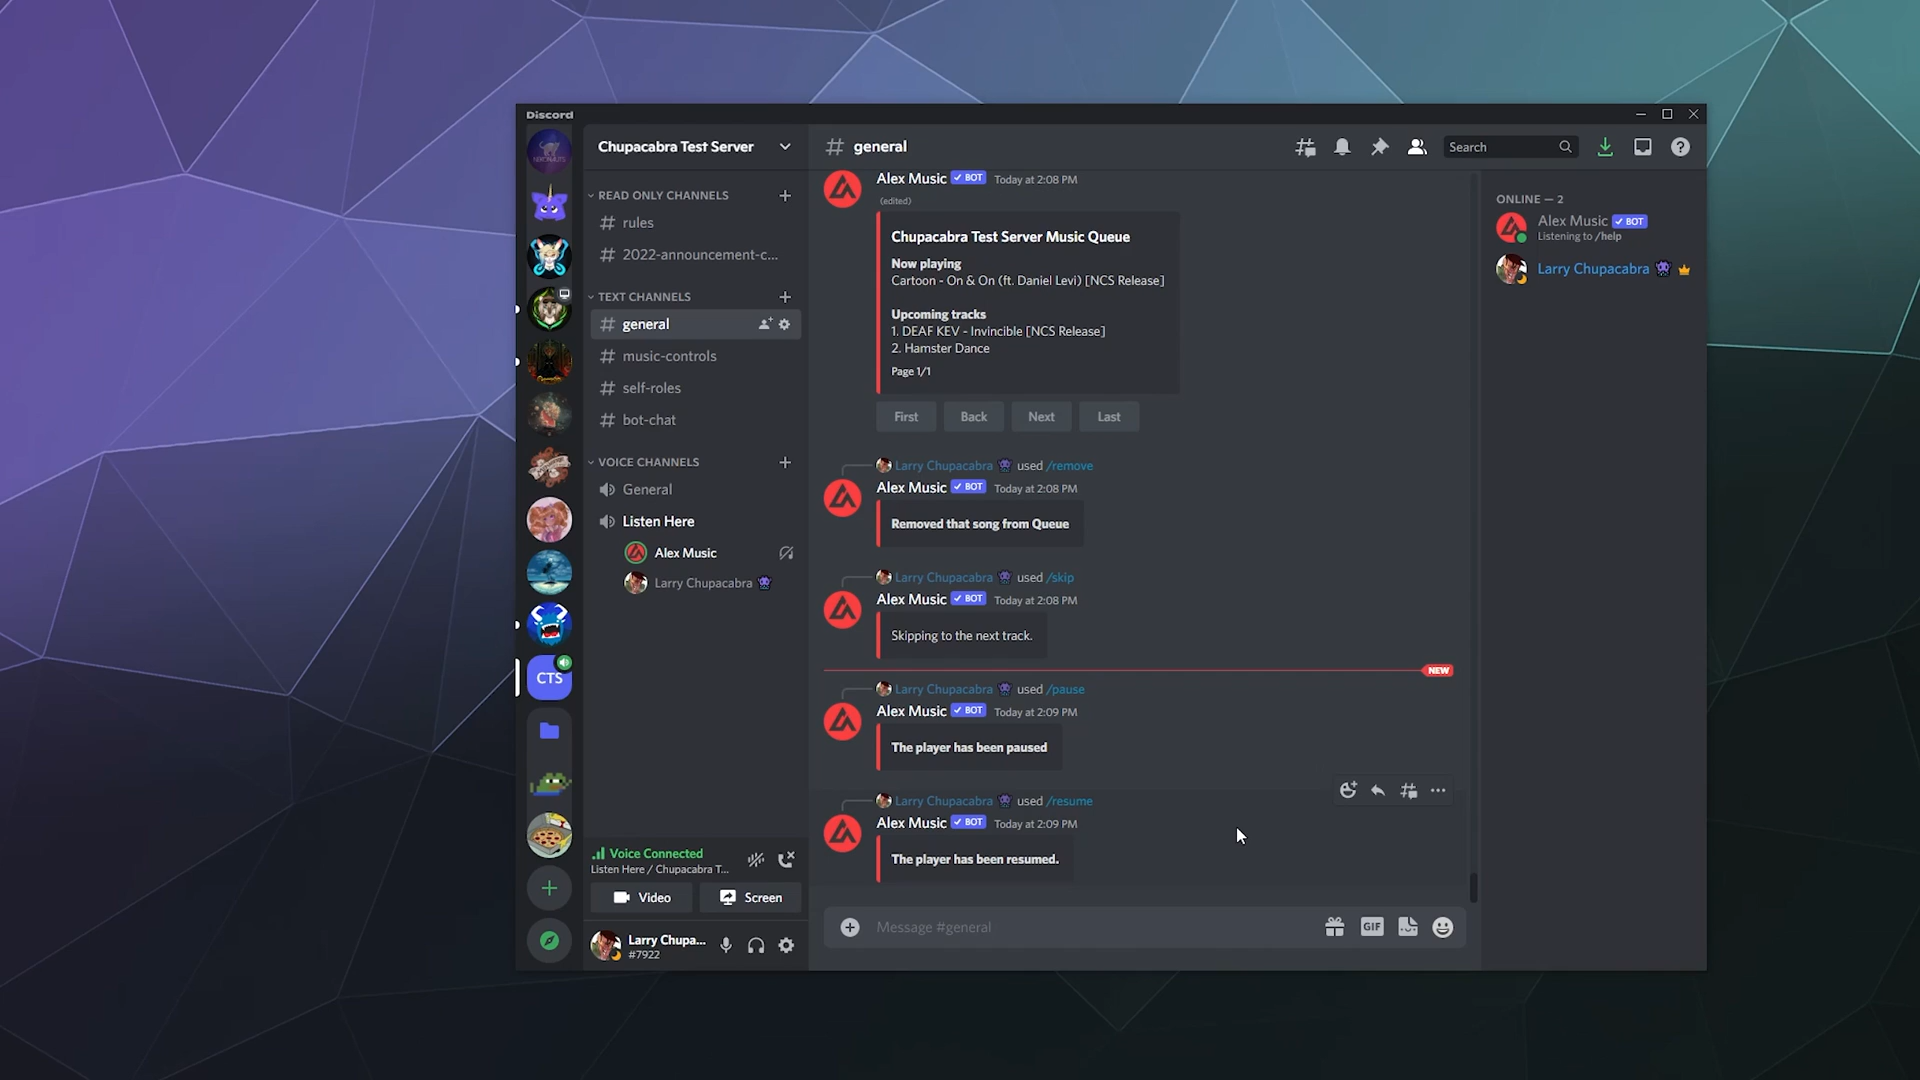 Discord
Chupacabra Test Server
# general
Search
READ ONLY CHANNELS
# rules
# 2022-announcement-c...
TEXT CHANNELS
# general
# music-controls
# self-roles
# bot-chat
VOICE CHANNELS
General
Listen Here
Alex Music
Larry Chupacabra
CTS
Voice Connected
Listen Here / Chupacabra T...
Video
Screen
Larry Chupa...
#7922
Alex Music ✓ BOT Today at 2:08 PM
(edited)
Chupacabra Test Server Music Queue
Now playing
Cartoon - On & On (ft. Daniel Levi) [NCS Release]
Upcoming tracks
1. DEAF KEV - Invincible [NCS Release]
2. Hamster Dance
Page 1/1
First
Back
Next
Last
Larry Chupacabra used /remove
Alex Music ✓ BOT Today at 2:08 PM
Removed that song from Queue
Larry Chupacabra used /skip
Alex Music ✓ BOT Today at 2:08 PM
Skipping to the next track.
NEW
Larry Chupacabra used /pause
Alex Music ✓ BOT Today at 2:09 PM
The player has been paused
Larry Chupacabra used /resume
Alex Music ✓ BOT Today at 2:09 PM
The player has been resumed.
Message #general
GIF
ONLINE — 2
Alex Music ✓ BOT
Listening to /help
Larry Chupacabra